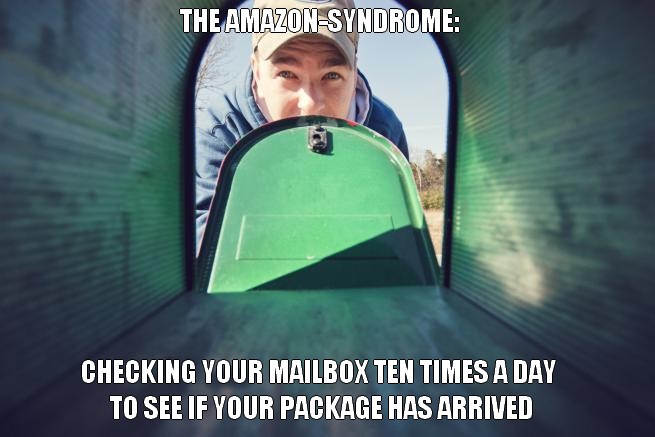 THE AMAZON-SYNDROME:
CHECKING YOUR MAILBOX TEN TIMES A DAY
TO SEE IF YOUR PACKAGE HAS ARRIVED